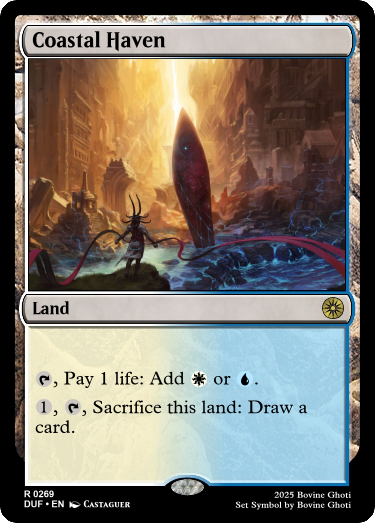 Coastal Haven
Land
, Pay 1 life: Add or .
1, , Sacrifice this land: Draw a
card.
R 0269
DUF • EN Castaguer
2025 Bovine Ghoti
Set Symbol by Bovine Ghoti